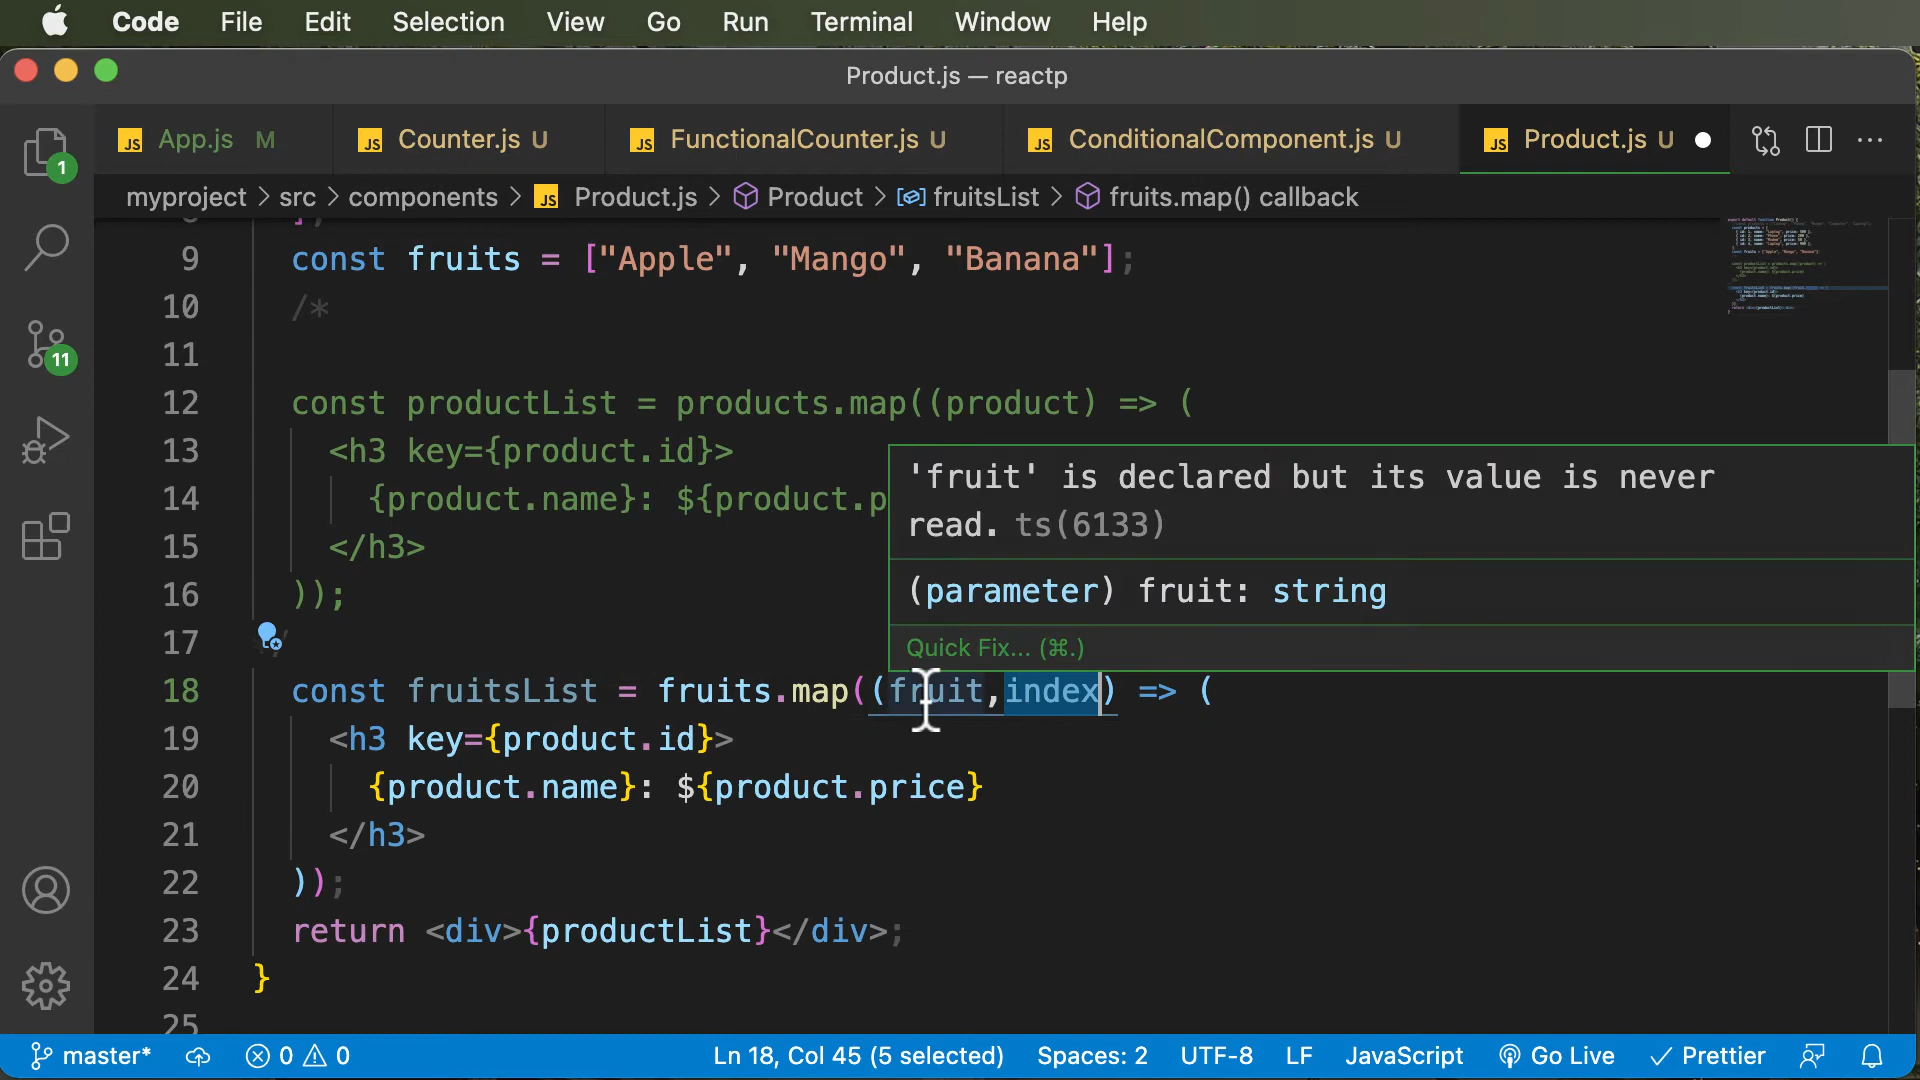 Code File Edit Selection View Go Run Terminal Window Help
Product.js — reactp
JS App.js M JS Counter.js U JS FunctionalCounter.js U JS ConditionalComponent.js U JS Product.js U
myproject > src > components > JS Product.js > Product > fruitsList > fruits.map() callback
1
11
];
9 const fruits = ["Apple", "Mango", "Banana"];
10 /*
11
12 const productList = products.map((product) => (
13 <h3 key={product.id}>
14 {product.name}: ${product.p
15 </h3>
16 ));
17
'fruit' is declared but its value is never
read. ts(6133)
(parameter) fruit: string
Quick Fix... (⌘.)
18 const fruitsList = fruits.map((fruit,index) => (
19 <h3 key={product.id}>
20 {product.name}: ${product.price}
21 </h3>
22 ));
23 return <div>{productList}</div>;
24 }
25
master* 0 0 Ln 18, Col 45 (5 selected) Spaces: 2 UTF-8 LF JavaScript Go Live Prettier